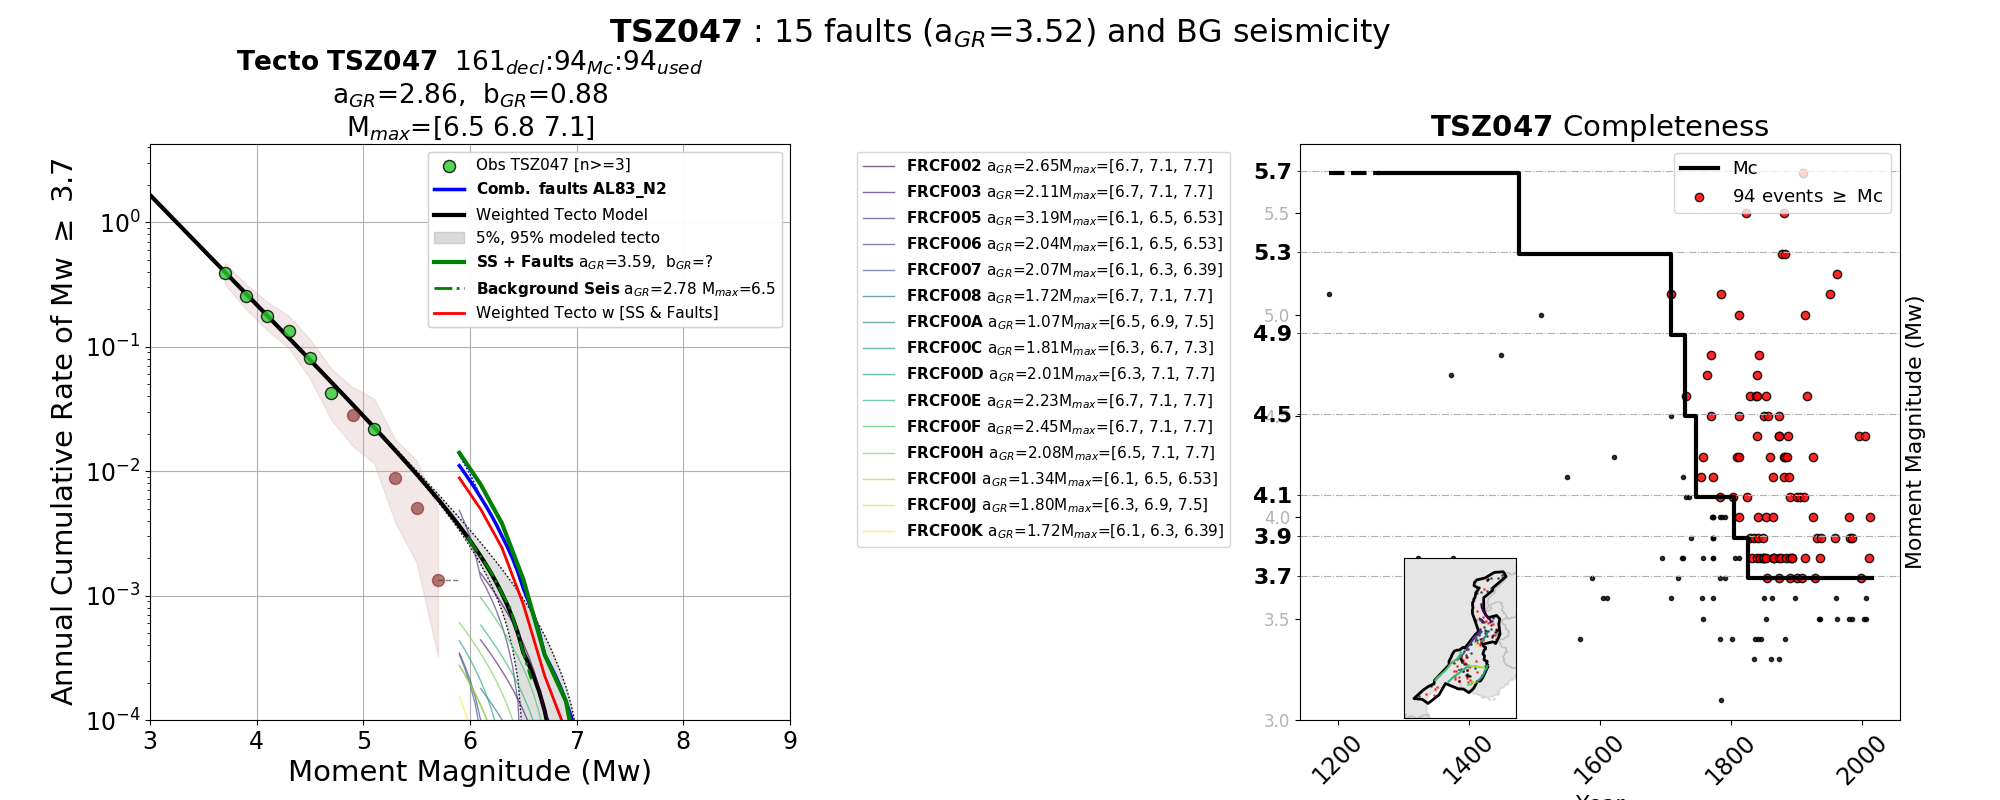 TSZ047 : 15 faults (aGR=3.52) and BG seismicity
Tecto TSZ047 161decl:94Mc:94used
aGR=2.86, bGR=0.88
Mmax=[6.5 6.8 7.1]
Annual Cumulative Rate of Mw ≥ 3.7
10^0
10^-1
10^-2
10^-3
10^-4
3 4 5 6 7 8 9
Moment Magnitude (Mw)
Obs TSZ047 [n>=3]
Comb. faults AL83_N2
Weighted Tecto Model
5%, 95% modeled tecto
SS + Faults aGR=3.59, bGR=?
Background Seis aGR=2.78 Mmax=6.5
Weighted Tecto w [SS & Faults]
FRCF002 aGR=2.65Mmax=[6.7, 7.1, 7.7]
FRCF003 aGR=2.11Mmax=[6.7, 7.1, 7.7]
FRCF005 aGR=3.19Mmax=[6.1, 6.5, 6.53]
FRCF006 aGR=2.04Mmax=[6.1, 6.5, 6.53]
FRCF007 aGR=2.07Mmax=[6.1, 6.3, 6.39]
FRCF008 aGR=1.72Mmax=[6.7, 7.1, 7.7]
FRCF00A aGR=1.07Mmax=[6.5, 6.9, 7.5]
FRCF00C aGR=1.81Mmax=[6.3, 6.7, 7.3]
FRCF00D aGR=2.01Mmax=[6.3, 7.1, 7.7]
FRCF00E aGR=2.23Mmax=[6.7, 7.1, 7.7]
FRCF00F aGR=2.45Mmax=[6.7, 7.1, 7.7]
FRCF00H aGR=2.08Mmax=[6.5, 7.1, 7.7]
FRCF00I aGR=1.34Mmax=[6.1, 6.5, 6.53]
FRCF00J aGR=1.80Mmax=[6.3, 6.9, 7.5]
FRCF00K aGR=1.72Mmax=[6.1, 6.3, 6.39]
TSZ047 Completeness
Mc
94 events ≥ Mc
5.7
5.5
5.3
5.0
4.9
4.5
4.1
4.0
3.9
3.7
3.5
3.0
1200 1400 1600 1800 2000
Year
Moment Magnitude (Mw)